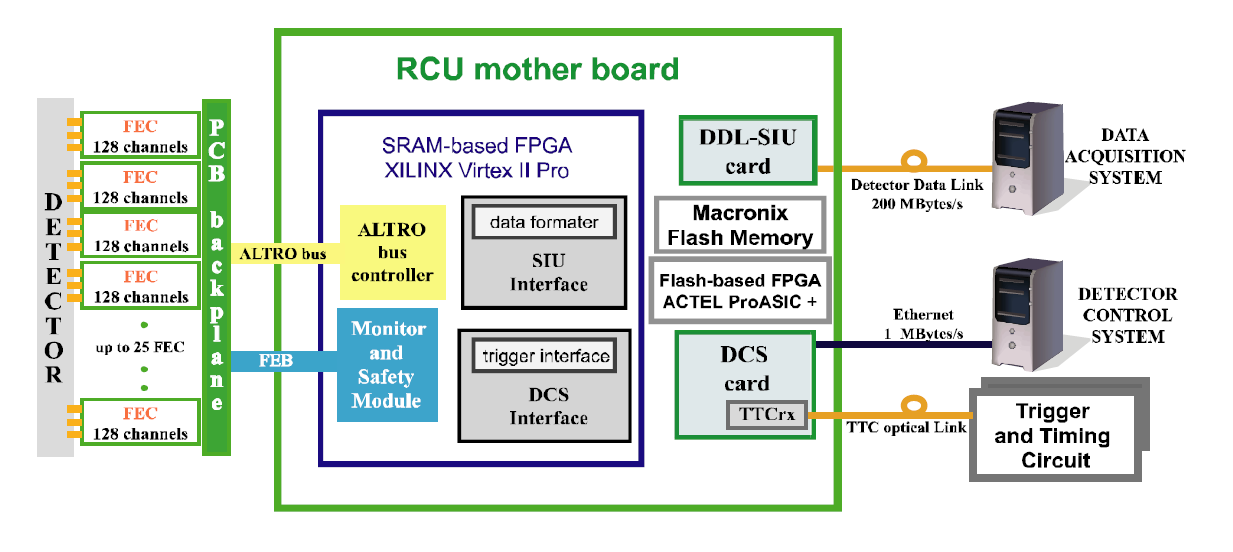 RCU mother board
DETECTOR
FEC
128 channels
FEC
128 channels
FEC
128 channels
FEC
128 channels
up to 25 FEC
FEC
128 channels
PCB backplane
ALTRO bus
FEB
SRAM-based FPGA
XILINX Virtex II Pro
ALTRO
bus
controller
Monitor
and
Safety
Module
data formater
SIU
Interface
trigger interface
DCS
Interface
DDL-SIU
card
Macronix
Flash Memory
Flash-based FPGA
ACTEL ProASIC +
DCS
card
TTCrx
Detector Data Link
200 MBytes/s
Ethernet
1 MBytes/s
TTC optical Link
DATA
ACQUISITION
SYSTEM
DETECTOR
CONTROL
SYSTEM
Trigger
and Timing
Circuit